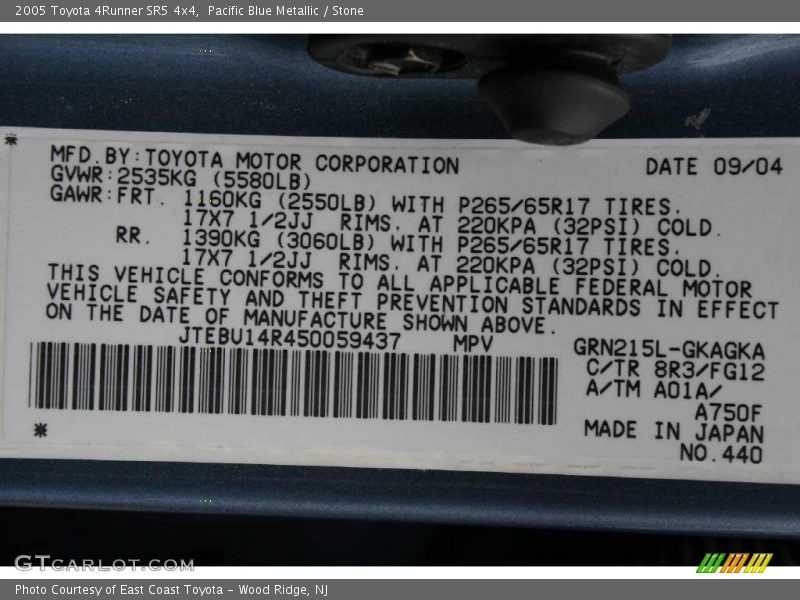 2005 Toyota 4Runner SR5 4x4,  Pacific Blue Metallic / Stone
MFD.BY:TOYOTA MOTOR CORPORATION DATE 09/04
GVWR:2535KG (5580LB)
GAWR:FRT. 1160KG (2550LB) WITH P265/65R17 TIRES.
17X7 1/2JJ RIMS. AT 220KPA (32PSI) COLD.
RR. 1390KG (3060LB) WITH P265/65R17 TIRES.
17X7 1/2JJ RIMS. AT 220KPA (32PSI) COLD.
THIS VEHICLE CONFORMS TO ALL APPLICABLE FEDERAL MOTOR
VEHICLE SAFETY AND THEFT PREVENTION STANDARDS IN EFFECT
ON THE DATE OF MANUFACTURE SHOWN ABOVE.
JTEBU14R450059437 MPV
GRN215L-GKAGKA
C/TR 8R3/FG12
A/TM A01A/
A750F
MADE IN JAPAN
NO.440
GTCARLOT.COM
Photo Courtesy of East Coast Toyota - Wood Ridge, NJ